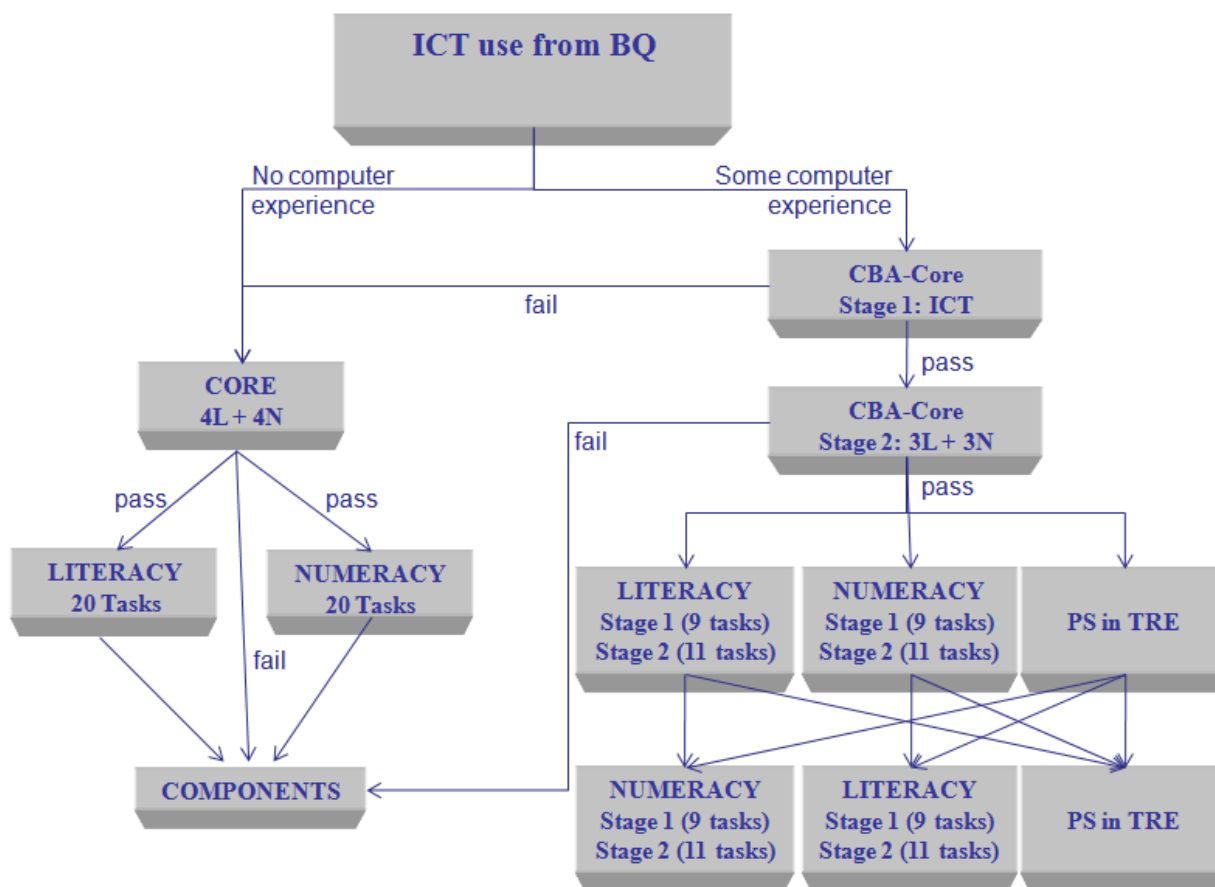 ICT use from BQ
No computer
experience
Some computer
experience
CBA-Core
Stage 1: ICT
fail
pass
CORE
4L + 4N
CBA-Core
Stage 2: 3L + 3N
fail
pass
pass
pass
LITERACY
20 Tasks
NUMERACY
20 Tasks
fail
LITERACY
Stage 1 (9 tasks)
Stage 2 (11 tasks)
NUMERACY
Stage 1 (9 tasks)
Stage 2 (11 tasks)
PS in TRE
COMPONENTS
NUMERACY
Stage 1 (9 tasks)
Stage 2 (11 tasks)
LITERACY
Stage 1 (9 tasks)
Stage 2 (11 tasks)
PS in TRE